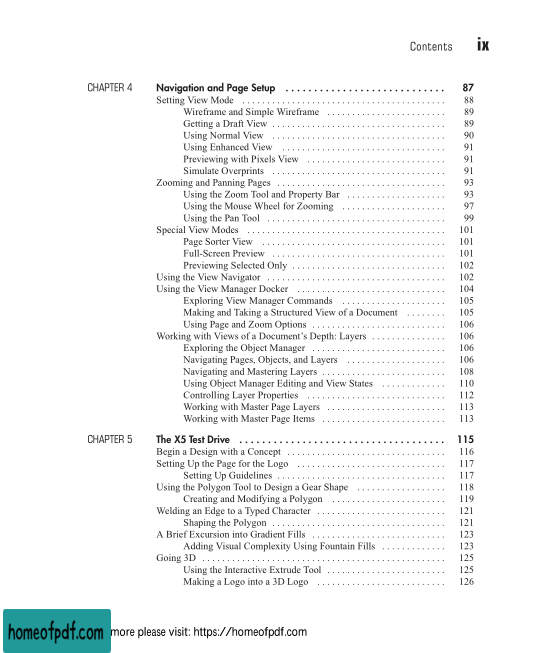 Contents ix
CHAPTER 4 Navigation and Page Setup . . . . . . . . . . . . . . . . . . . . . . . . . . . . 87
Setting View Mode . . . . . . . . . . . . . . . . . . . . . . . . . . . . . . . . . . . . . . . . . 88
Wireframe and Simple Wireframe . . . . . . . . . . . . . . . . . . . . . . . . 89
Getting a Draft View . . . . . . . . . . . . . . . . . . . . . . . . . . . . . . . . . . . 89
Using Normal View . . . . . . . . . . . . . . . . . . . . . . . . . . . . . . . . . . . 90
Using Enhanced View . . . . . . . . . . . . . . . . . . . . . . . . . . . . . . . . . 91
Previewing with Pixels View . . . . . . . . . . . . . . . . . . . . . . . . . . . . 91
Simulate Overprints . . . . . . . . . . . . . . . . . . . . . . . . . . . . . . . . . . . 91
Zooming and Panning Pages . . . . . . . . . . . . . . . . . . . . . . . . . . . . . . . . . . 93
Using the Zoom Tool and Property Bar . . . . . . . . . . . . . . . . . . . . 93
Using the Mouse Wheel for Zooming . . . . . . . . . . . . . . . . . . . . . 97
Using the Pan Tool . . . . . . . . . . . . . . . . . . . . . . . . . . . . . . . . . . . . 99
Special View Modes . . . . . . . . . . . . . . . . . . . . . . . . . . . . . . . . . . . . . . . . 101
Page Sorter View . . . . . . . . . . . . . . . . . . . . . . . . . . . . . . . . . . . . . 101
Full-Screen Preview . . . . . . . . . . . . . . . . . . . . . . . . . . . . . . . . . . . 101
Previewing Selected Only . . . . . . . . . . . . . . . . . . . . . . . . . . . . . . . 102
Using the View Navigator . . . . . . . . . . . . . . . . . . . . . . . . . . . . . . . . . . . . 102
Using the View Manager Docker . . . . . . . . . . . . . . . . . . . . . . . . . . . . . . 104
Exploring View Manager Commands . . . . . . . . . . . . . . . . . . . . . 105
Making and Taking a Structured View of a Document . . . . . . . . 105
Using Page and Zoom Options . . . . . . . . . . . . . . . . . . . . . . . . . . . 106
Working with Views of a Document's Depth: Layers . . . . . . . . . . . . . . . 106
Exploring the Object Manager . . . . . . . . . . . . . . . . . . . . . . . . . . . . 106
Navigating Pages, Objects, and Layers . . . . . . . . . . . . . . . . . . . . 106
Navigating and Mastering Layers . . . . . . . . . . . . . . . . . . . . . . . . . 108
Using Object Manager Editing and View States . . . . . . . . . . . . . 110
Controlling Layer Properties . . . . . . . . . . . . . . . . . . . . . . . . . . . . 112
Working with Master Page Layers . . . . . . . . . . . . . . . . . . . . . . . . . 113
Working with Master Page Items . . . . . . . . . . . . . . . . . . . . . . . . . 113
CHAPTER 5 The X5 Test Drive . . . . . . . . . . . . . . . . . . . . . . . . . . . . . . . . . . . . 115
Begin a Design with a Concept . . . . . . . . . . . . . . . . . . . . . . . . . . . . . . . . 116
Setting Up the Page for the Logo . . . . . . . . . . . . . . . . . . . . . . . . . . . . . . . 117
Setting Up Guidelines . . . . . . . . . . . . . . . . . . . . . . . . . . . . . . . . . . 117
Using the Polygon Tool to Design a Gear Shape . . . . . . . . . . . . . . . . . . 118
Creating and Modifying a Polygon . . . . . . . . . . . . . . . . . . . . . . . 119
Welding an Edge to a Typed Character . . . . . . . . . . . . . . . . . . . . . . . . . . 121
Shaping the Polygon . . . . . . . . . . . . . . . . . . . . . . . . . . . . . . . . . . . 121
A Brief Excursion into Gradient Fills . . . . . . . . . . . . . . . . . . . . . . . . . . . 123
Adding Visual Complexity Using Fountain Fills . . . . . . . . . . . . . 123
Going 3D . . . . . . . . . . . . . . . . . . . . . . . . . . . . . . . . . . . . . . . . . . . . . . . . . 125
Using the Interactive Extrude Tool . . . . . . . . . . . . . . . . . . . . . . . . 125
Making a Logo into a 3D Logo . . . . . . . . . . . . . . . . . . . . . . . . . . 126
homeofpdf.com more please visit: https://homeofpdf.com